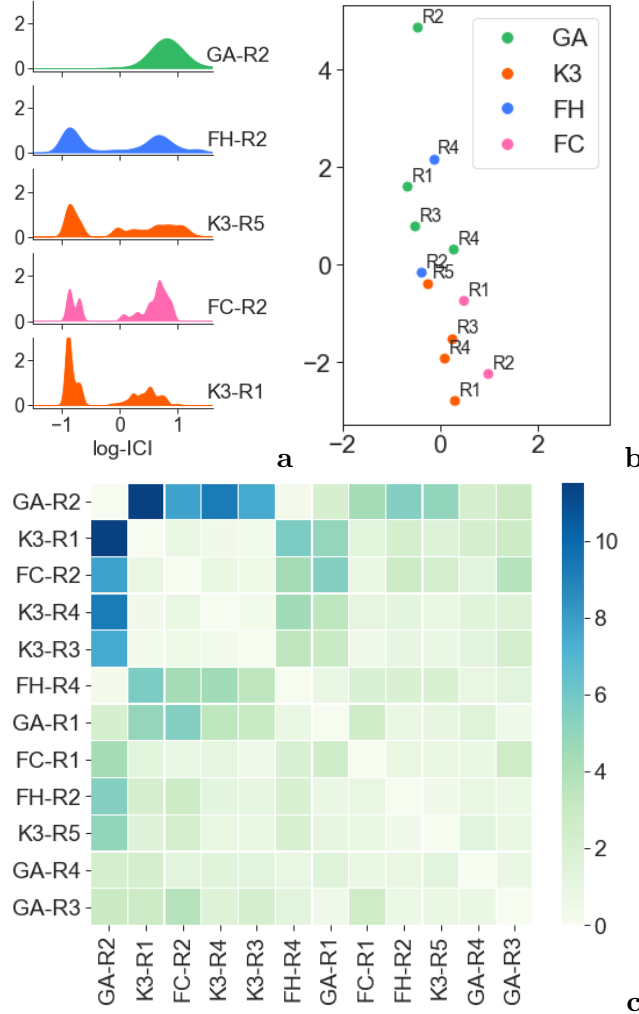 2
0
GA-R2
2
0
FH-R2
2
0
K3-R5
2
0
FC-R2
2
0
K3-R1
−1 0 1
log-ICI
a
4
2
0
−2
−2 0 2
R2
R4
R1
R3
R4
R2
R5
R1
R3
R4
R2
R1
GA
K3
FH
FC
b
GA-R2
K3-R1
FC-R2
K3-R4
K3-R3
FH-R4
GA-R1
FC-R1
FH-R2
K3-R5
GA-R4
GA-R3
GA-R2 K3-R1 FC-R2 K3-R4 K3-R3 FH-R4 GA-R1 FC-R1 FH-R2 K3-R5 GA-R4 GA-R3
10
8
6
4
2
0
c